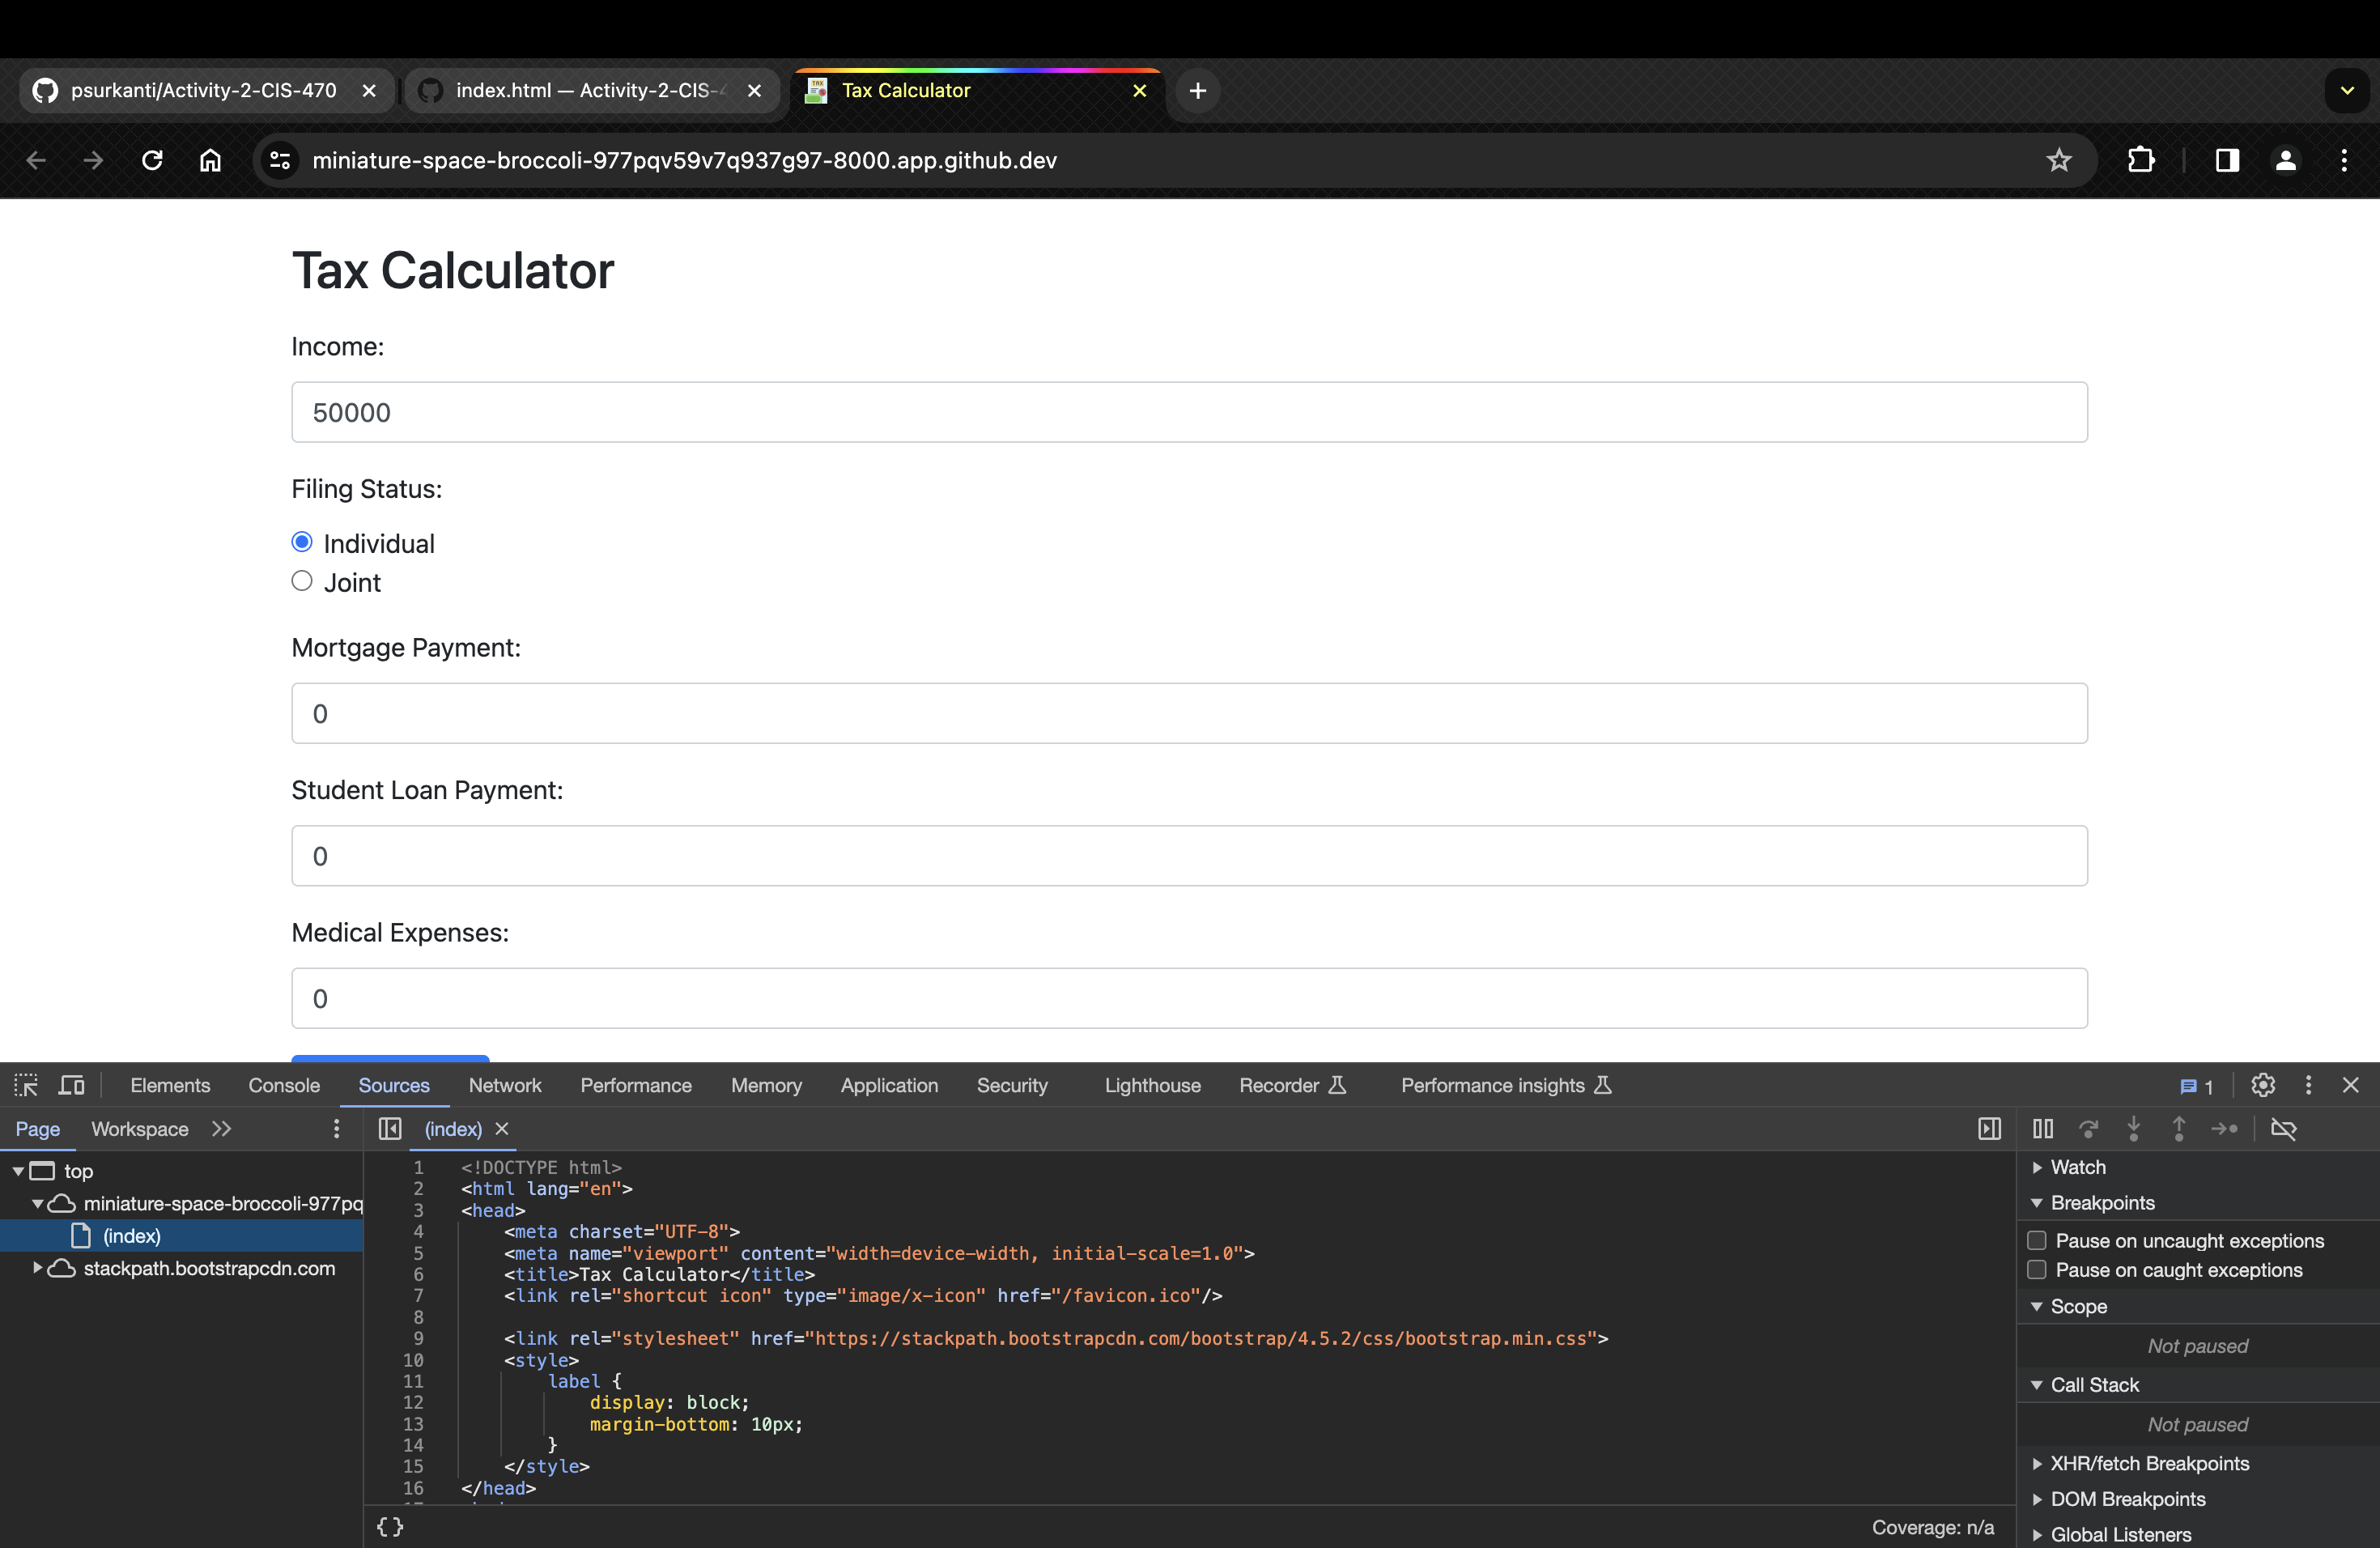 psurkanti/Activity-2-CIS-470
index.html — Activity-2-CIS-4
Tax Calculator
miniature-space-broccoli-977pqv59v7q937g97-8000.app.github.dev
Tax Calculator
Income:
50000
Filing Status:
Individual
Joint
Mortgage Payment:
0
Student Loan Payment:
0
Medical Expenses:
0
Elements Console Sources Network Performance Memory Application Security Lighthouse Recorder Performance insights 1
Page Workspace
(index)
top
miniature-space-broccoli-977pq
(index)
stackpath.bootstrapcdn.com
1 <!DOCTYPE html>
2 <html lang="en">
3 <head>
4 <meta charset="UTF-8">
5 <meta name="viewport" content="width=device-width, initial-scale=1.0">
6 <title>Tax Calculator</title>
7 <link rel="shortcut icon" type="image/x-icon" href="/favicon.ico"/>
8
9 <link rel="stylesheet" href="https://stackpath.bootstrapcdn.com/bootstrap/4.5.2/css/bootstrap.min.css">
10 <style>
11 label {
12 display: block;
13 margin-bottom: 10px;
14 }
15 </style>
16 </head>
{} Coverage: n/a
Watch
Breakpoints
Pause on uncaught exceptions
Pause on caught exceptions
Scope
Not paused
Call Stack
Not paused
XHR/fetch Breakpoints
DOM Breakpoints
Global Listeners